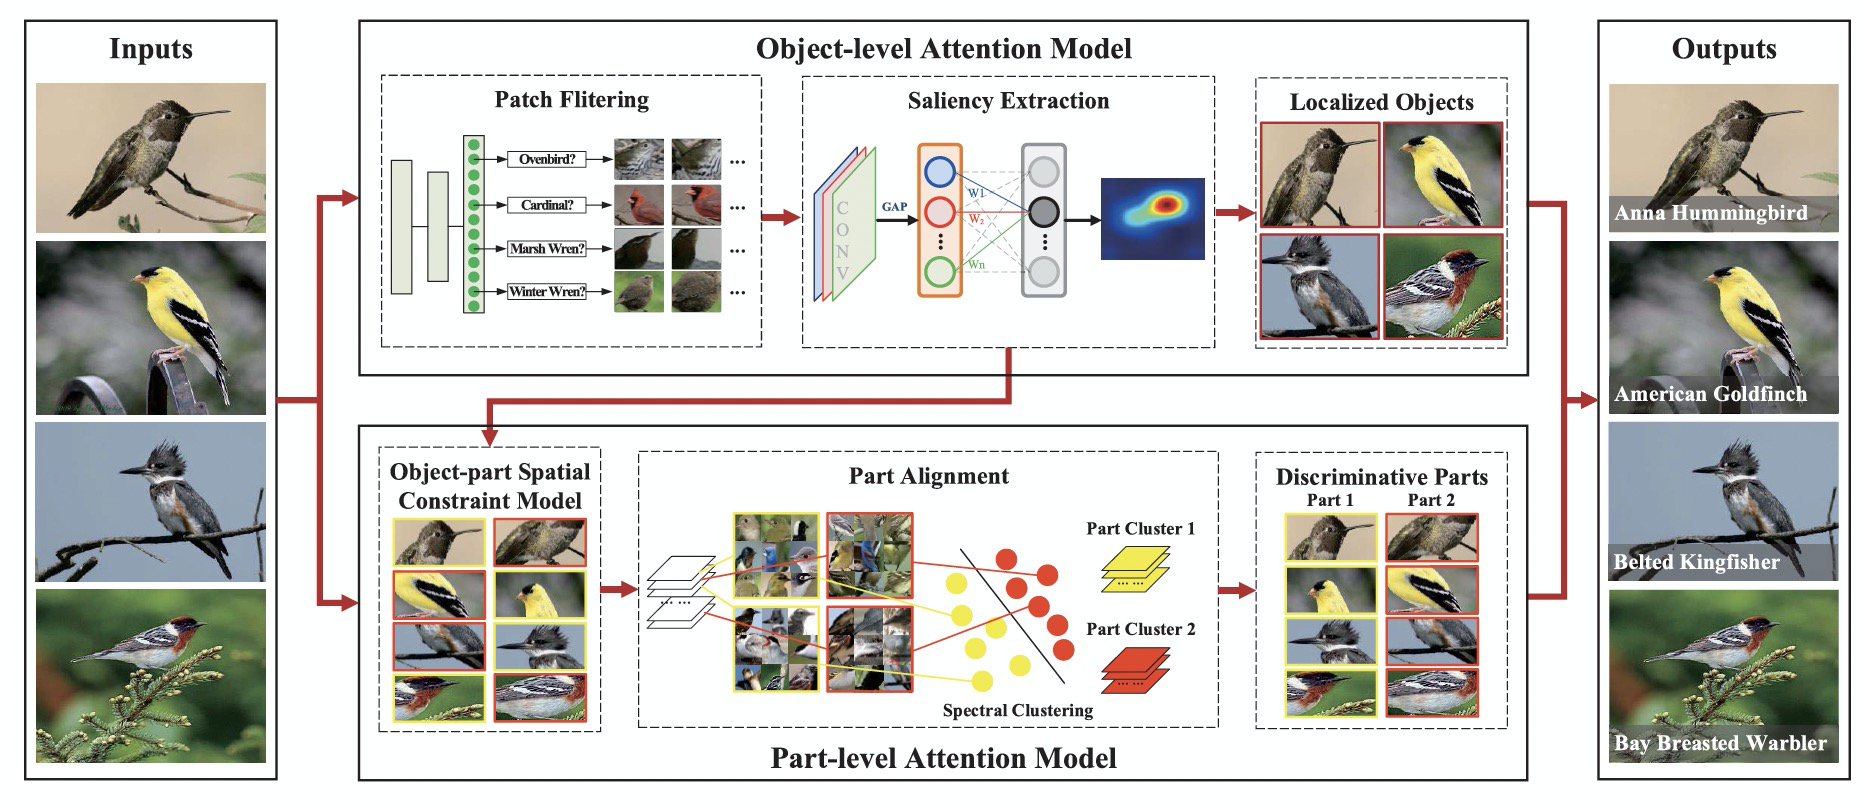 Inputs
Object-level Attention Model
Patch Flitering
Ovenbird?
...
Cardinal?
...
Marsh Wren?
...
Winter Wren?
...
Saliency Extraction
CONV
GAP
W1
W2
Wn
Localized Objects
Object-part Spatial
Constraint Model
Part Alignment
... ...
Part Cluster 1
... ...
Part Cluster 2
... ...
Spectral Clustering
Discriminative Parts
Part 1 Part 2
Part-level Attention Model
Outputs
Anna Hummingbird
American Goldfinch
Belted Kingfisher
Bay Breasted Warbler